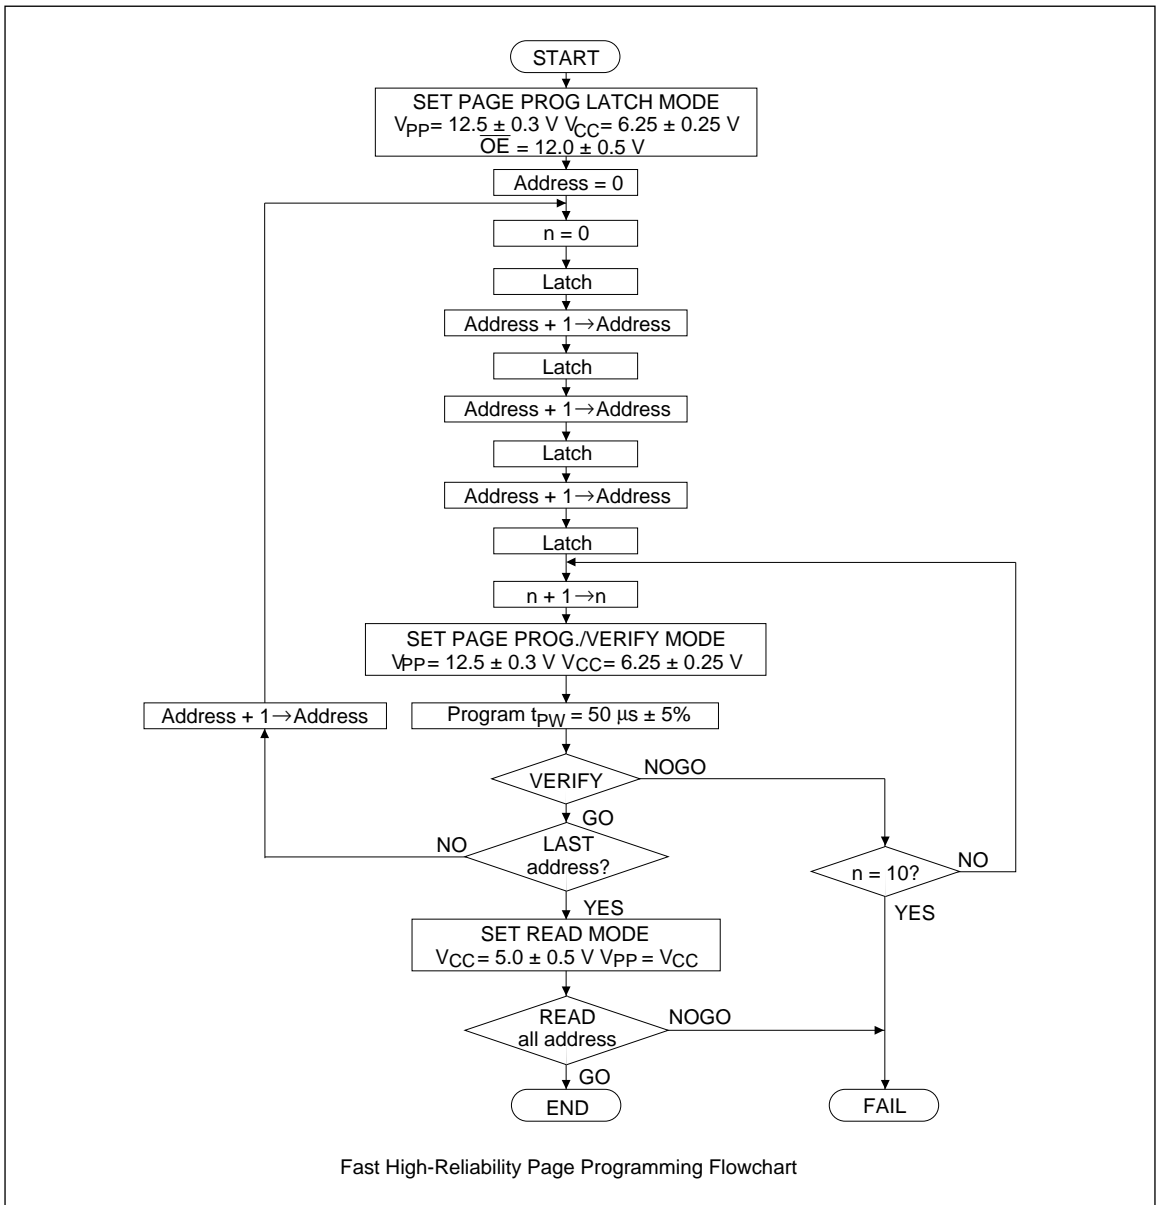 START
SET PAGE PROG LATCH MODE
VPP= 12.5 ± 0.3 V VCC= 6.25 ± 0.25 V
O̅E̅ = 12.0 ± 0.5 V
Address = 0
n = 0
Latch
Address + 1→Address
Latch
Address + 1→Address
Latch
Address + 1→Address
Latch
n + 1→n
SET PAGE PROG./VERIFY MODE
VPP= 12.5 ± 0.3 V VCC= 6.25 ± 0.25 V
Address + 1→Address
Program tPW = 50 µs ± 5%
VERIFY
NOGO
GO
NO
LAST
address?
n = 10?
NO
YES
YES
SET READ MODE
VCC= 5.0 ± 0.5 V VPP = VCC
READ
all address
NOGO
GO
END
FAIL
Fast High-Reliability Page Programming Flowchart